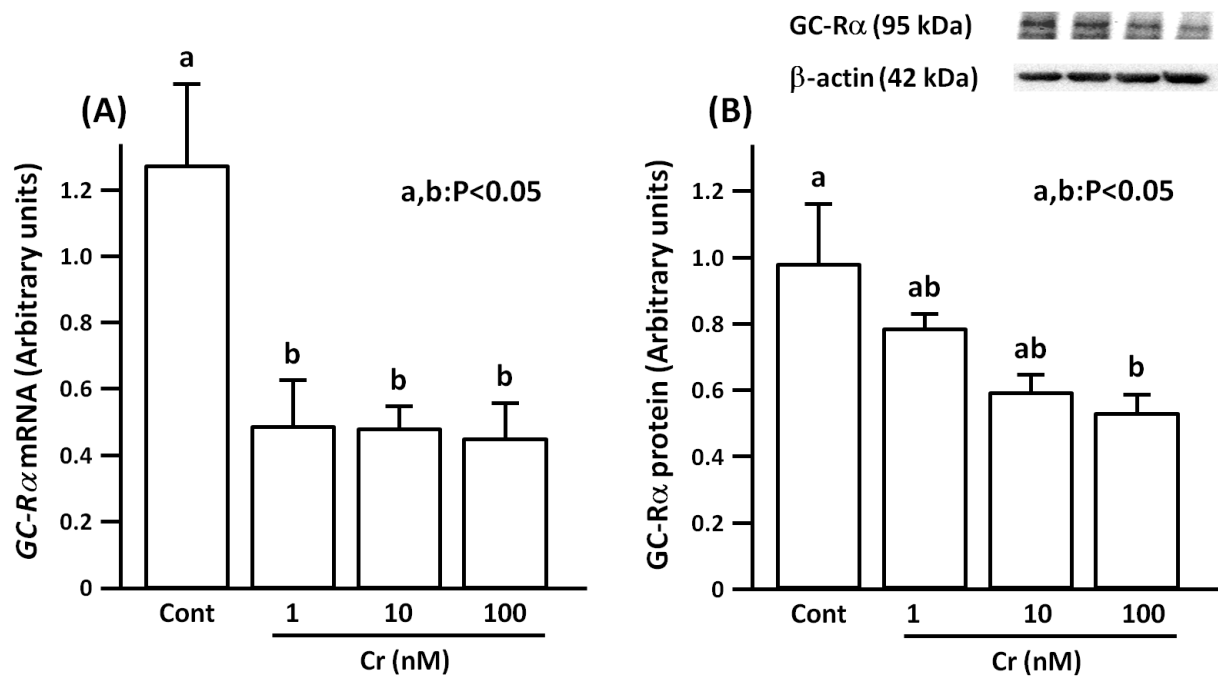 GC-Rα (95 kDa)
β-actin (42 kDa)
(A)
a
b
b
b
a,b:P<0.05
GC-Rα mRNA (Arbitrary units)
1.2
1.0
0.8
0.6
0.4
0.2
0
Cont
1
10
100
Cr (nM)
(B)
a
ab
ab
b
a,b:P<0.05
GC-Rα protein (Arbitrary units)
1.2
1.0
0.8
0.6
0.4
0.2
0
Cont
1
10
100
Cr (nM)